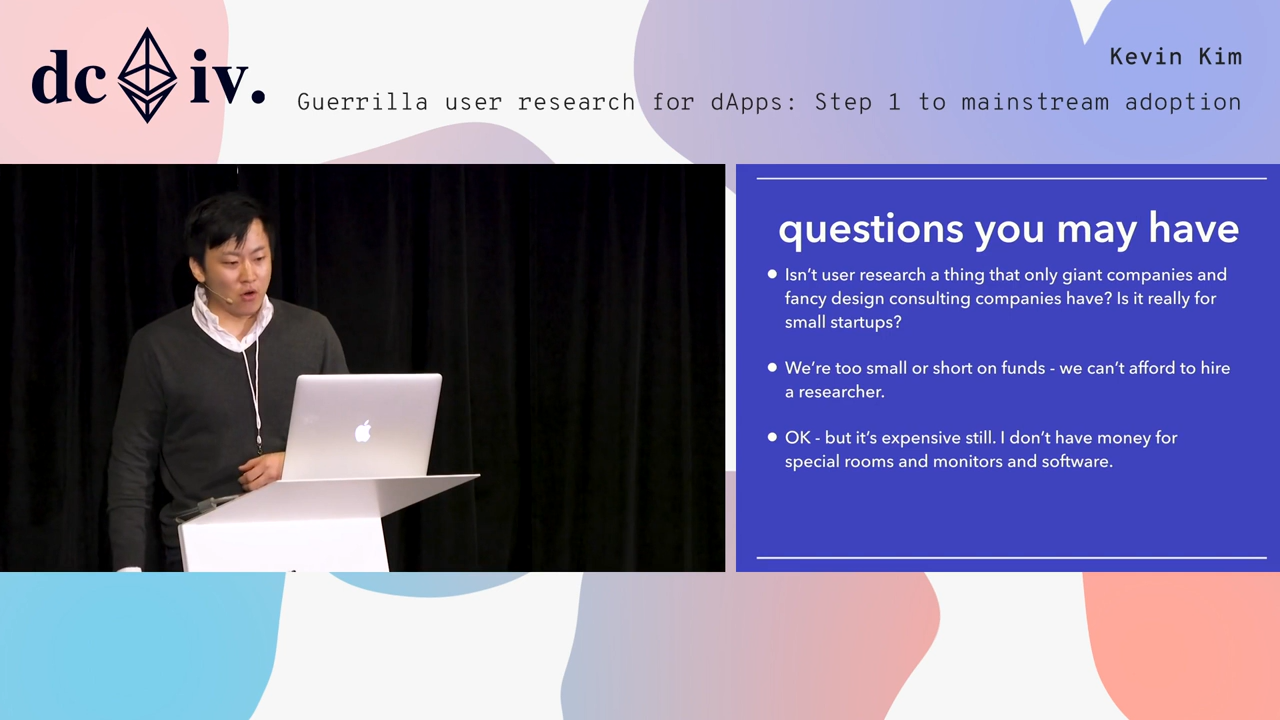 dc iv.
Kevin Kim
Guerrilla user research for dApps: Step 1 to mainstream adoption
questions you may have
• Isn’t user research a thing that only giant companies and
fancy design consulting companies have? Is it really for
small startups?
• We’re too small or short on funds - we can’t afford to hire
a researcher.
• OK - but it’s expensive still. I don’t have money for
special rooms and monitors and software.